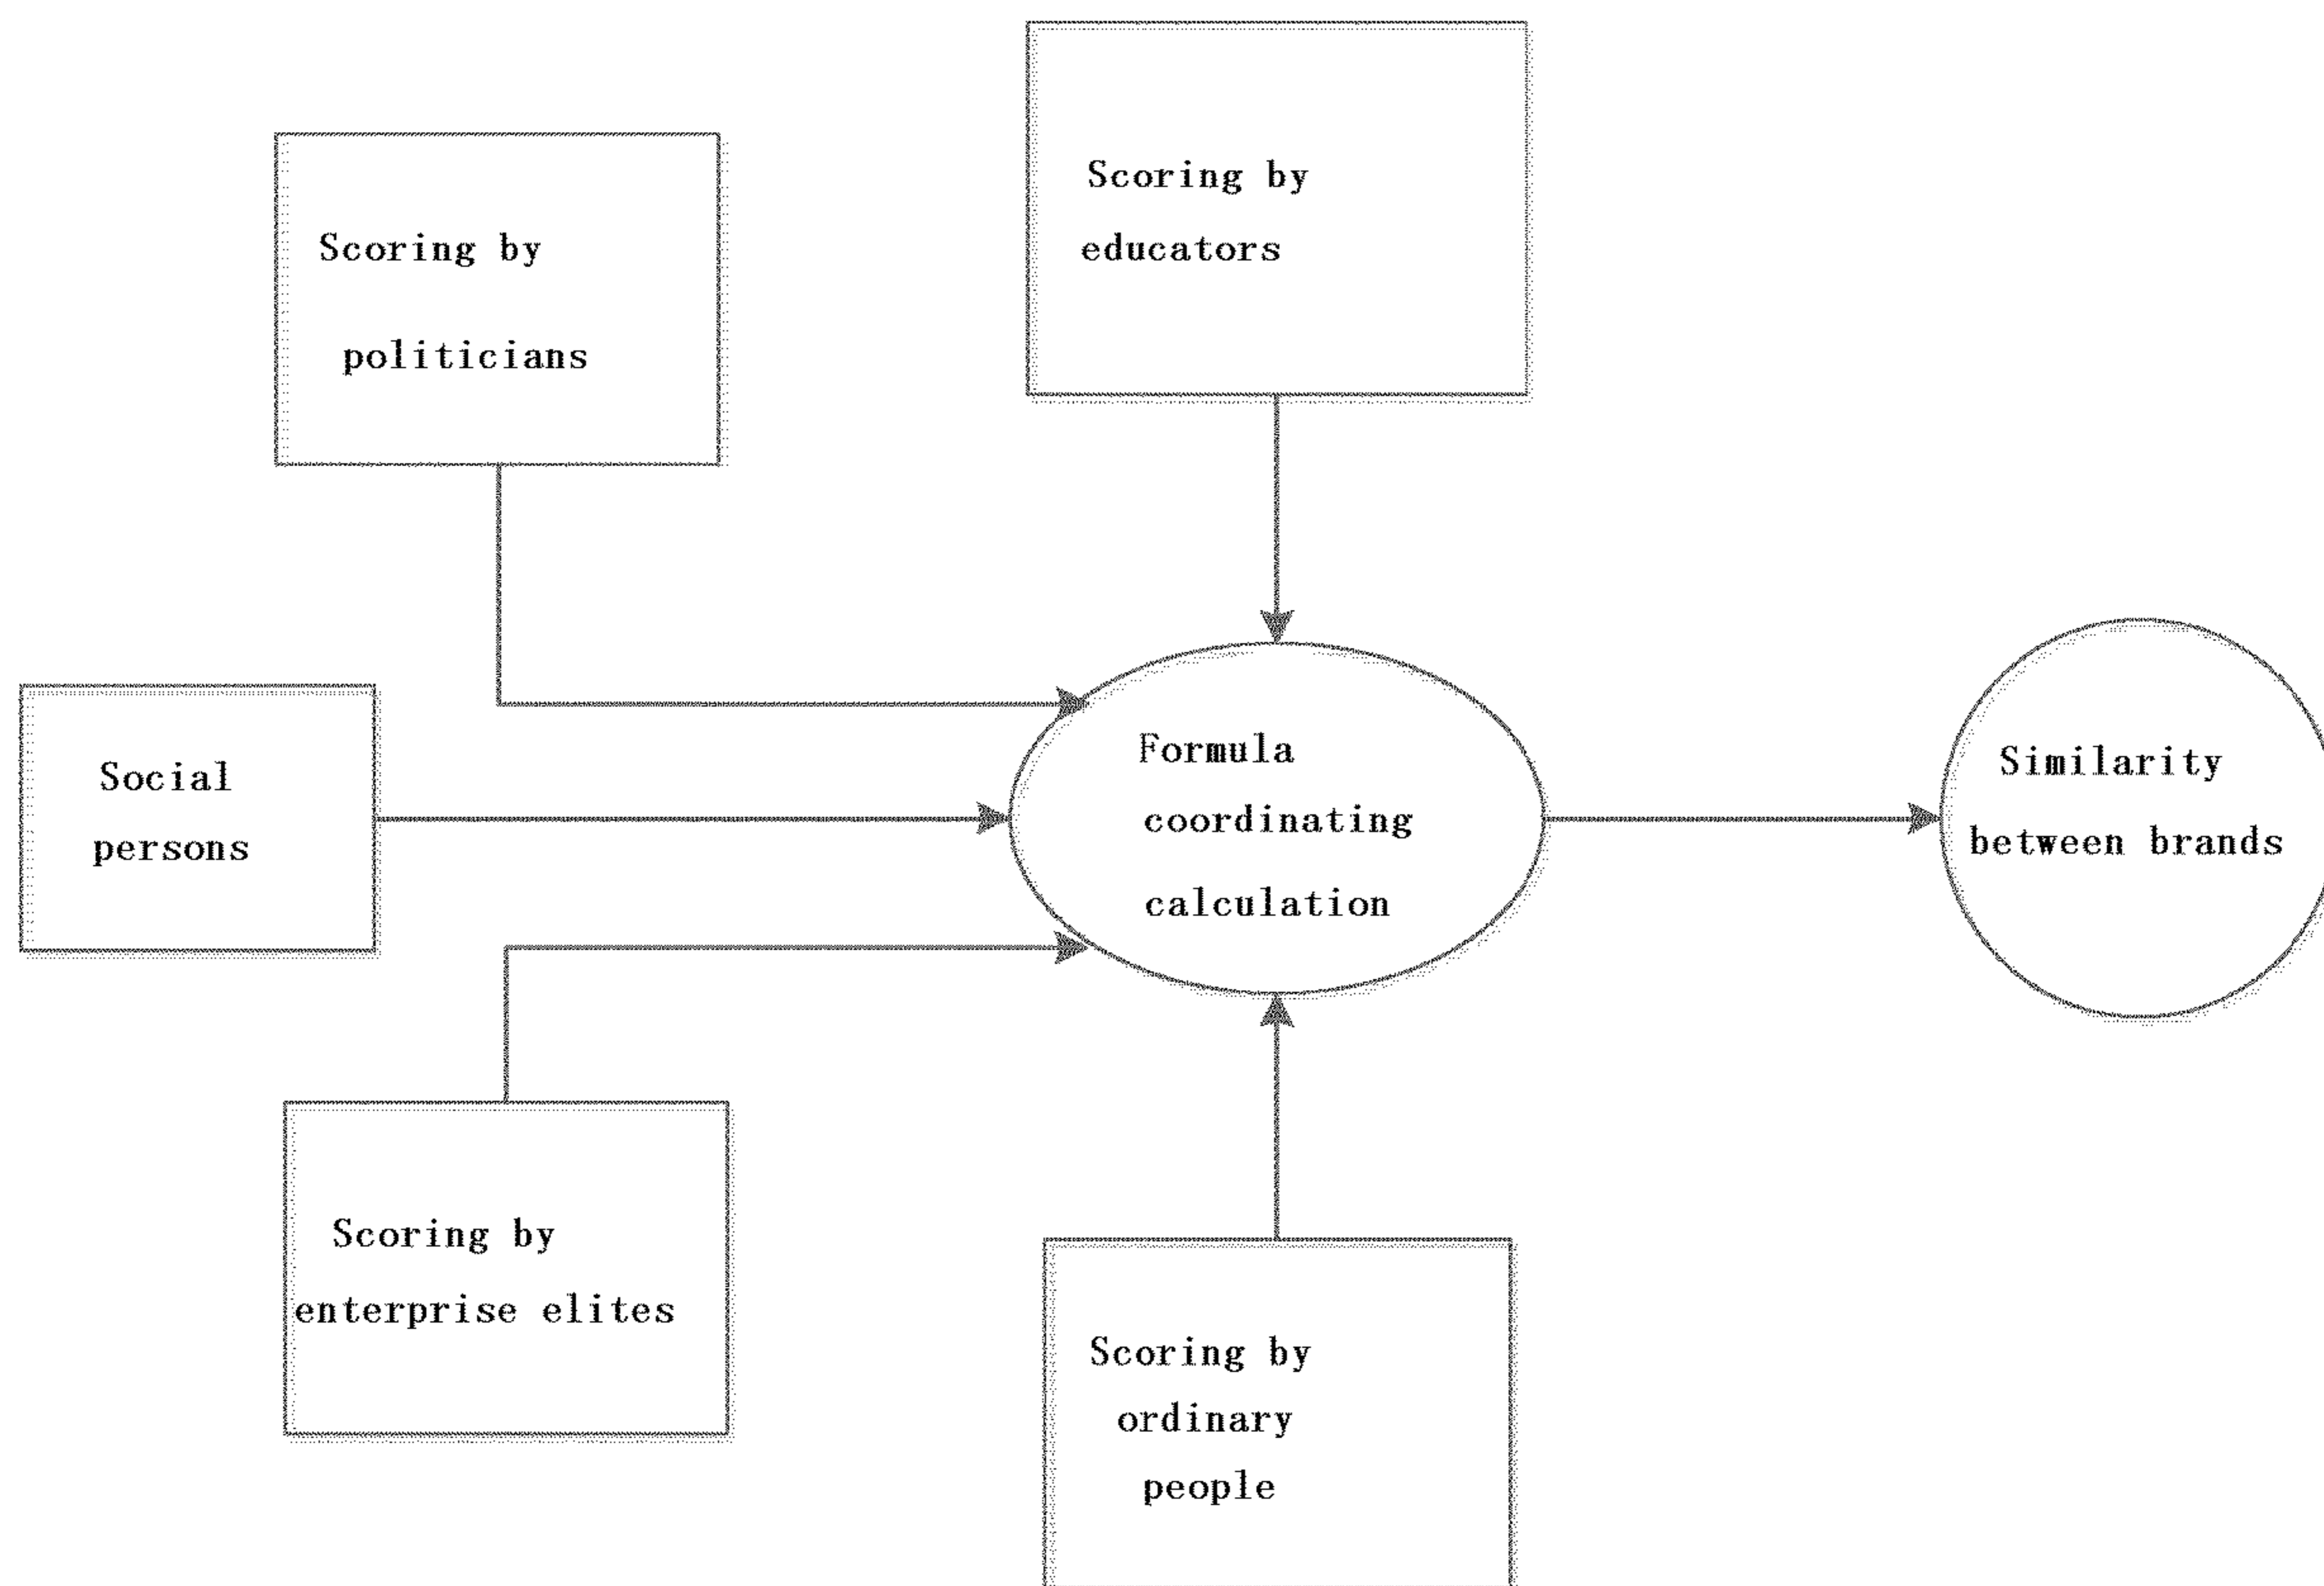 Scoring by
politicians
Scoring by
educators
Social
persons
Formula
coordinating
calculation
Similarity
between brands
Scoring by
enterprise elites
Scoring by
ordinary
people